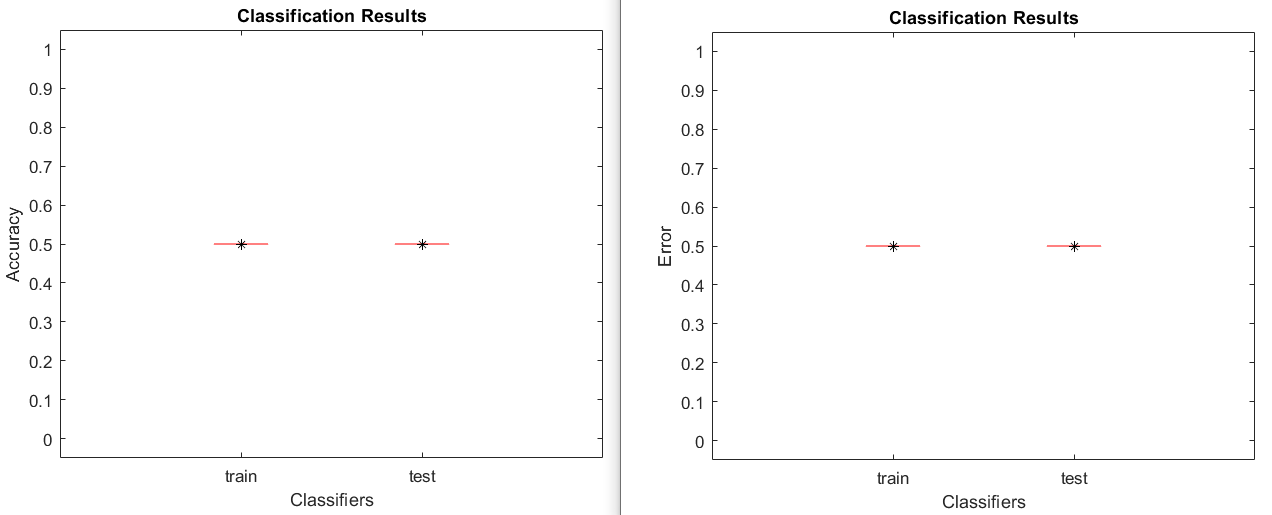 Classification Results
1
0.9
0.8
0.7
0.6
0.5
0.4
0.3
0.2
0.1
0
Accuracy
train test
Classifiers
Classification Results
1
0.9
0.8
0.7
0.6
0.5
0.4
0.3
0.2
0.1
0
Error
train test
Classifiers